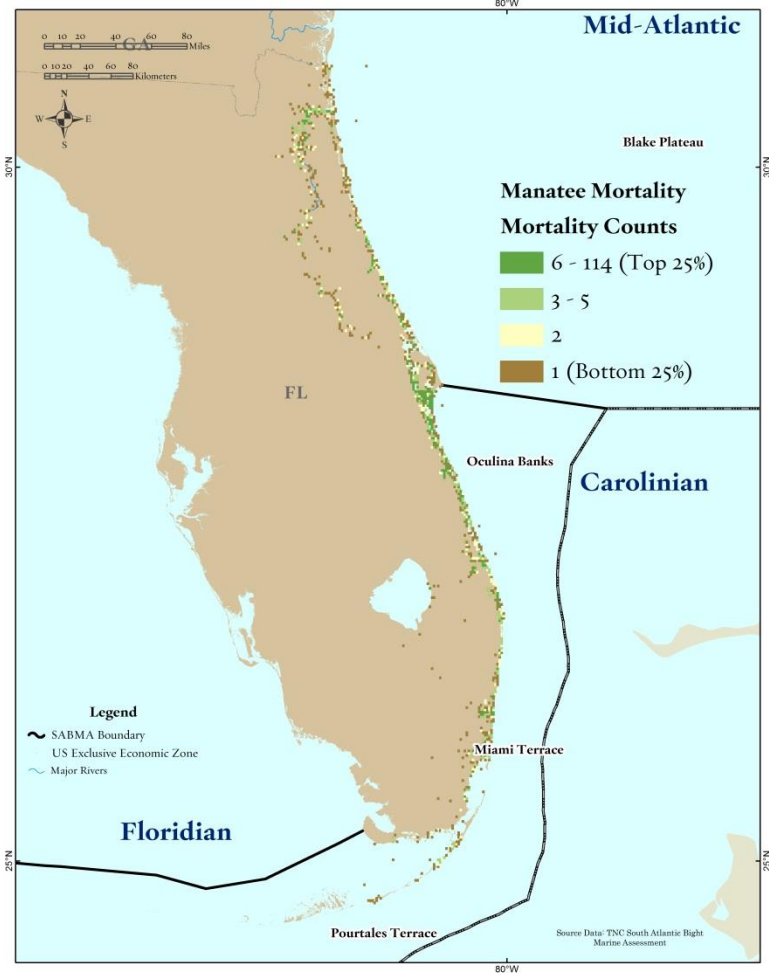 80°W
Mid-Atlantic
GA
0 10 20 40 60 80
Miles
0 10 20 40 60 80
Kilometers
N
W E
S
Blake Plateau
30°N
30°N
Manatee Mortality
Mortality Counts
6 - 114 (Top 25%)
3 - 5
2
1 (Bottom 25%)
FL
Oculina Banks
Carolinian
Legend
SABMA Boundary
US Exclusive Economic Zone
Major Rivers
Miami Terrace
Floridian
25°N
25°N
Pourtales Terrace
Source Data: TNC South Atlantic Bight
Marine Assessment
80°W